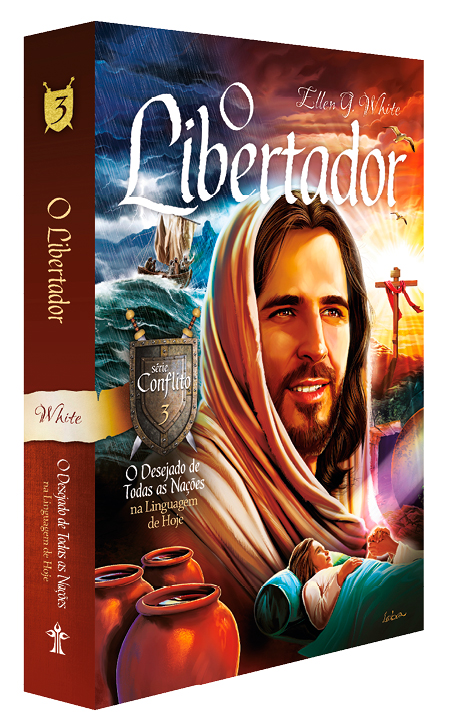 3
O Libertador
White
O Desejado de Todas as Nações
na Linguagem de Hoje
Ellen G. White
O
Libertador
série
Conflito
3
O Desejado de
Todas as Nações
na Linguagem
de Hoje